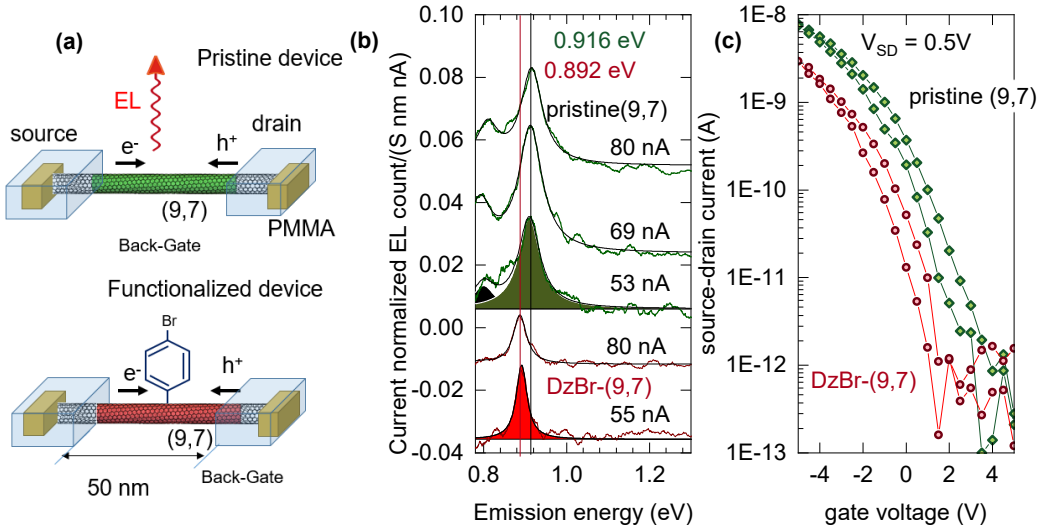 (a)
Pristine device
EL
source
drain
e-
h+
(9,7)
PMMA
Back-Gate
Functionalized device
Br
e-
h+
(9,7)
50 nm
Back-Gate
(b)
0.916 eV
0.892 eV
pristine(9,7)
80 nA
69 nA
53 nA
80 nA
DzBr-(9,7)
55 nA
0.10
0.08
0.06
0.04
0.02
0.00
-0.02
-0.04
Current normalized EL count/(S nm nA)
0.8
1.0
1.2
Emission energy (eV)
(c)
VSD = 0.5V
pristine (9,7)
DzBr-(9,7)
1E-8
1E-9
1E-10
1E-11
1E-12
1E-13
source-drain current (A)
-4
-2
0
2
4
gate voltage (V)